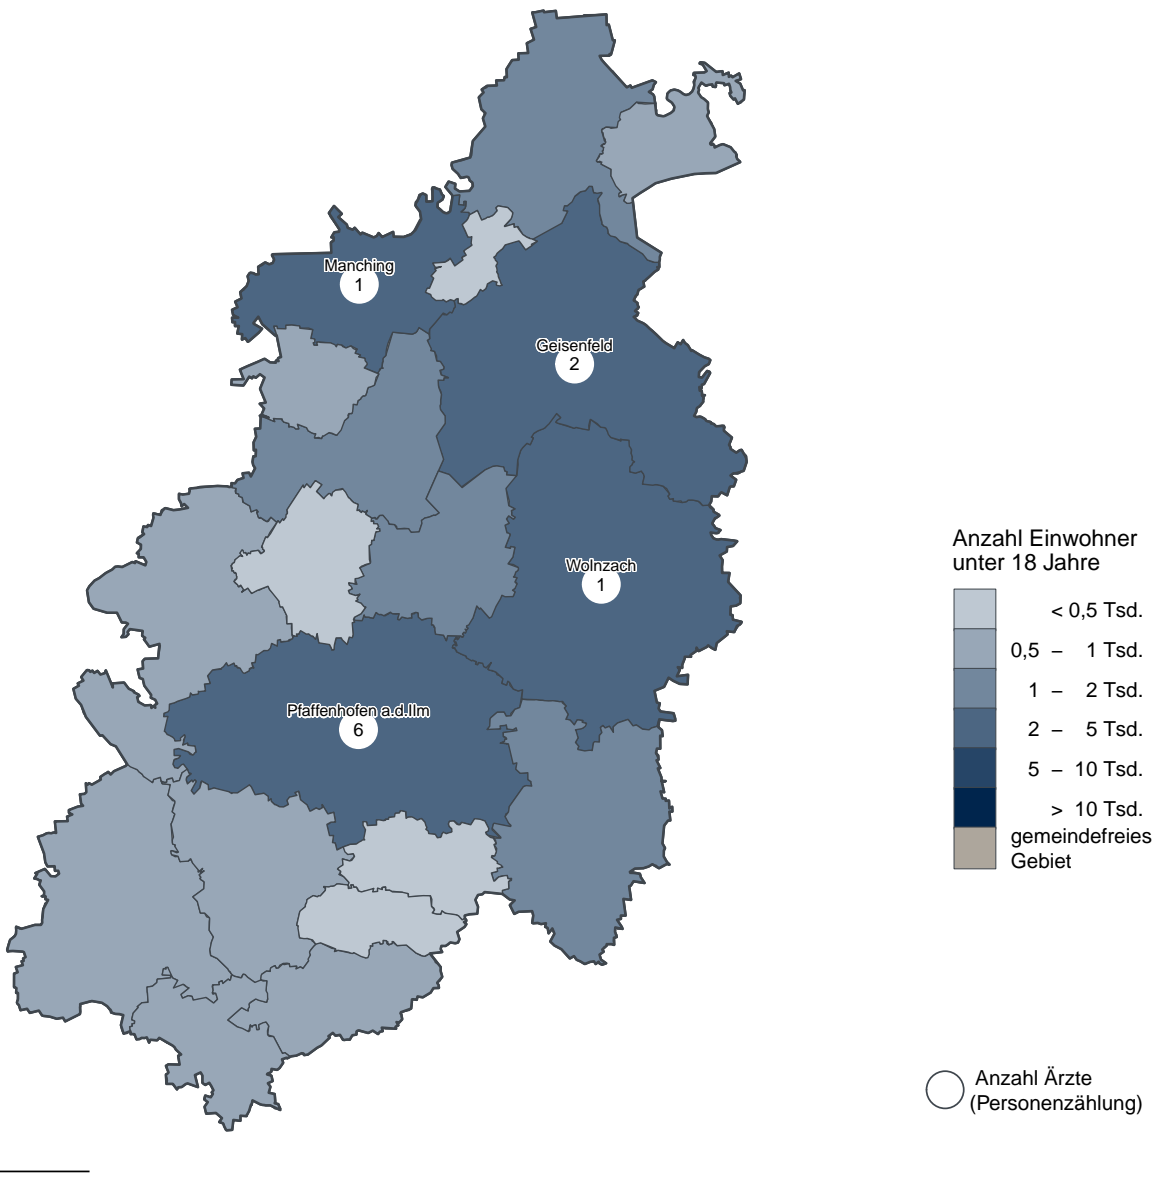 Manching
1
Geisenfeld
2
Wolnzach
1
Pfaffenhofen a.d.Ilm
6
Anzahl Einwohner
unter 18 Jahre
< 0,5 Tsd.
0,5 – 1 Tsd.
1 – 2 Tsd.
2 – 5 Tsd.
5 – 10 Tsd.
> 10 Tsd.
gemeindefreies
Gebiet
Anzahl Ärzte
(Personenzählung)